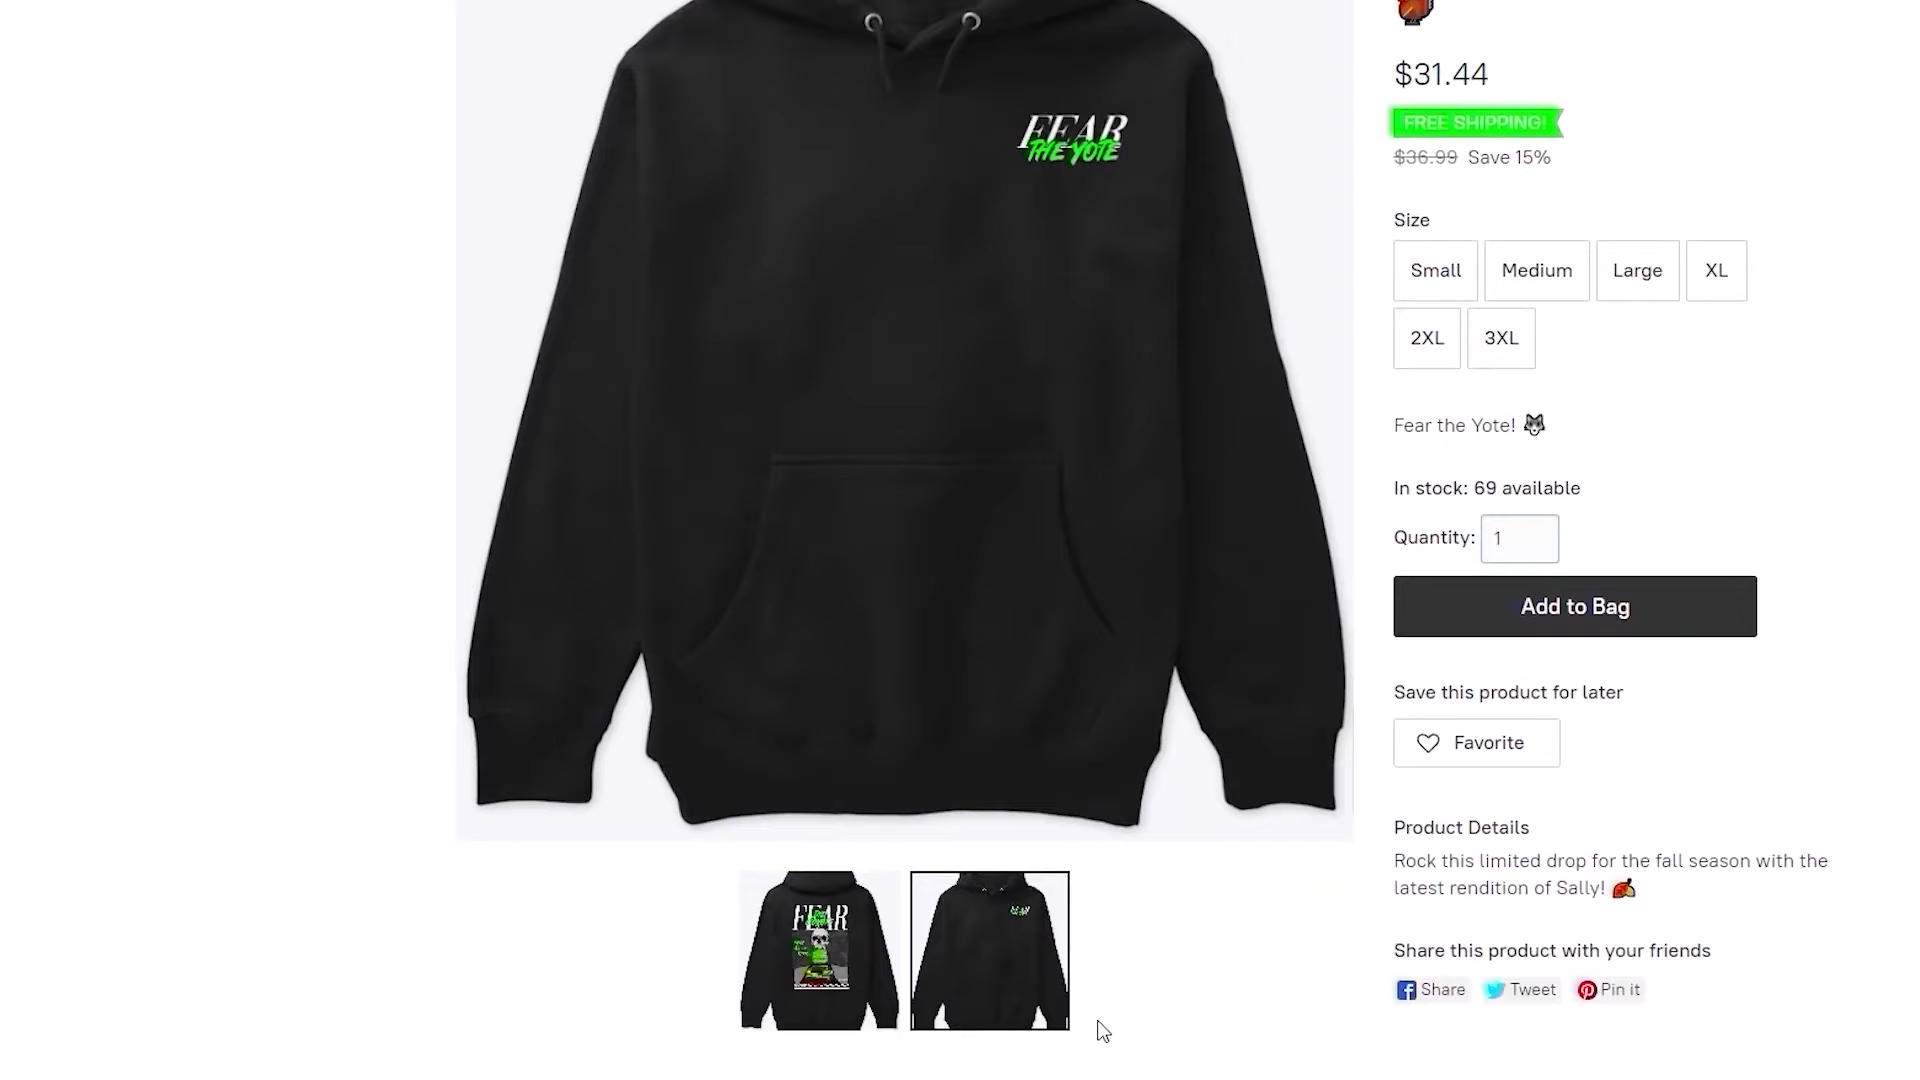 FEAR
THE YOTE
$31.44
FREE SHIPPING!
$36.99 Save 15%
Size
Small Medium Large XL
2XL 3XL
Fear the Yote!
In stock: 69 available
Quantity: 1
Add to Bag
Save this product for later
Favorite
Product Details
Rock this limited drop for the fall season with the
latest rendition of Sally!
Share this product with your friends
Share Tweet Pin it
FEAR